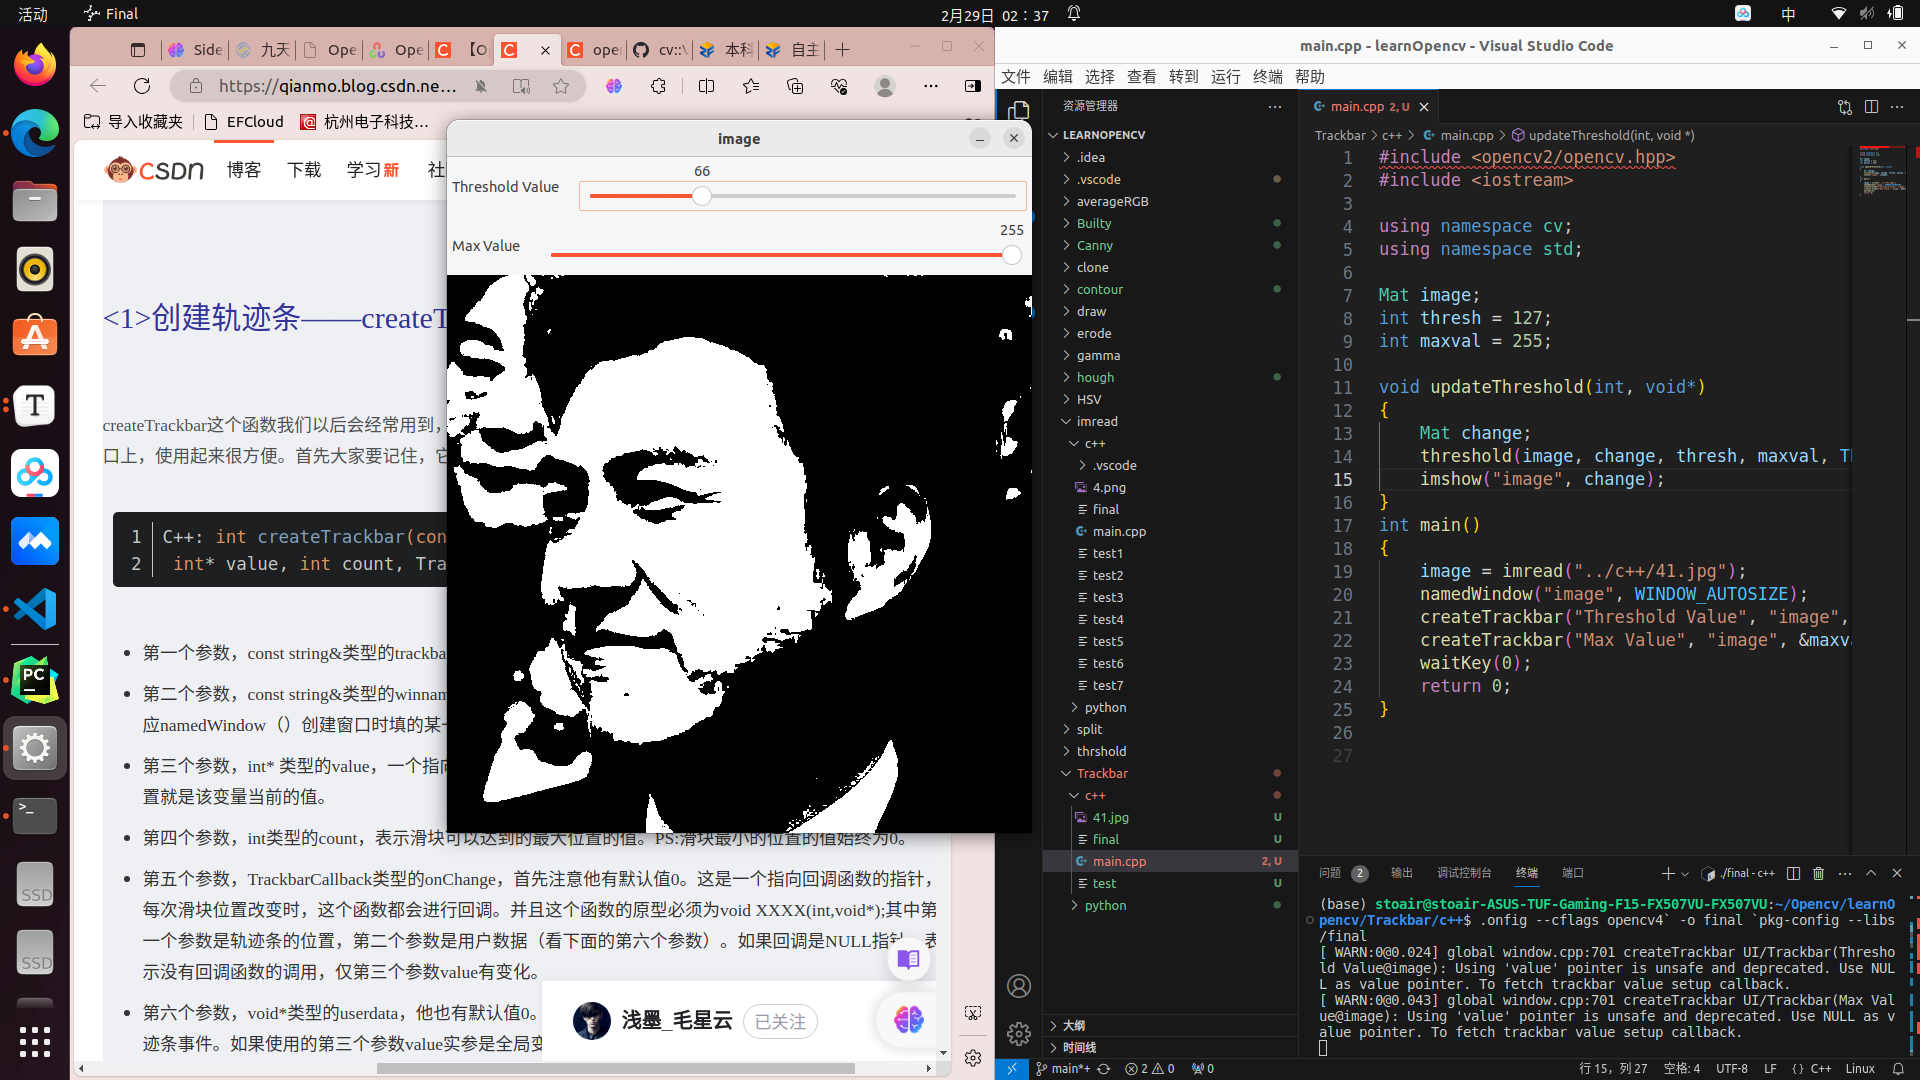 活动
Final
2月29日 02：37
中
Side
九天
Ope
Ope
【O
ope
cv::V
本科
自主
https://qianmo.blog.csdn.ne…
导入收藏夹
EFCloud
杭州电子科技…
CSDN
博客
下载
学习新
<1>创建轨迹条——createT
createTrackbar这个函数我们以后会经常用到，
口上，使用起来很方便。首先大家要记住，它
1 C++: int createTrackbar(con
2 int* value, int count, Tra
第一个参数，const string&类型的trackba
第二个参数，const string&类型的winnam
应namedWindow（）创建窗口时填的某一
第三个参数，int* 类型的value，一个指向
置就是该变量当前的值。
第四个参数，int类型的count，表示滑块可以达到的最大位置的值。PS:滑块最小的位置的值始终为0。
第五个参数，TrackbarCallback类型的onChange，首先注意他有默认值0。这是一个指向回调函数的指针，
每次滑块位置改变时，这个函数都会进行回调。并且这个函数的原型必须为void XXXX(int,void*);其中第
一个参数是轨迹条的位置，第二个参数是用户数据（看下面的第六个参数）。如果回调是NULL指针，表
示没有回调函数的调用，仅第三个参数value有变化。
第六个参数，void*类型的userdata，他也有默认值0。
迹条事件。如果使用的第三个参数value实参是全局变
浅墨_毛星云
已关注
image
66
Threshold Value
255
Max Value
main.cpp - learnOpencv - Visual Studio Code
文件 编辑 选择 查看 转到 运行 终端 帮助
资源管理器
LEARNOPENCV
.idea
.vscode
averageRGB
Builty
Canny
clone
contour
draw
erode
gamma
hough
HSV
imread
c++
.vscode
4.png
final
main.cpp
test1
test2
test3
test4
test5
test6
test7
python
split
thrshold
Trackbar
c++
41.jpg U
final U
main.cpp 2, U
test U
python
大纲
时间线
main.cpp 2, U
Trackbar > c++ > main.cpp > updateThreshold(int, void *)
1 #include <opencv2/opencv.hpp>
2 #include <iostream>
3
4 using namespace cv;
5 using namespace std;
6
7 Mat image;
8 int thresh = 127;
9 int maxval = 255;
10
11 void updateThreshold(int, void*)
12 {
13 Mat change;
14 threshold(image, change, thresh, maxval, TH
15 imshow("image", change);
16 }
17 int main()
18 {
19 image = imread("../c++/41.jpg");
20 namedWindow("image", WINDOW_AUTOSIZE);
21 createTrackbar("Threshold Value", "image",
22 createTrackbar("Max Value", "image", &maxva
23 waitKey(0);
24 return 0;
25 }
26
27
问题 2 输出 调试控制台 终端 端口
./final - c++
(base) stoair@stoair-ASUS-TUF-Gaming-F15-FX507VU-FX507VU:~/Opencv/learnO
pencv/Trackbar/c++$ .onfig --cflags opencv4` -o final `pkg-config --libs
/final
[ WARN:0@0.024] global window.cpp:701 createTrackbar UI/Trackbar(Thresho
ld Value@image): Using 'value' pointer is unsafe and deprecated. Use NUL
L as value pointer. To fetch trackbar value setup callback.
[ WARN:0@0.043] global window.cpp:701 createTrackbar UI/Trackbar(Max Val
ue@image): Using 'value' pointer is unsafe and deprecated. Use NULL as v
alue pointer. To fetch trackbar value setup callback.
main*+
2 0
0
行 15，列 27 空格: 4 UTF-8 LF {} C++ Linux
PC
SSD
SSD